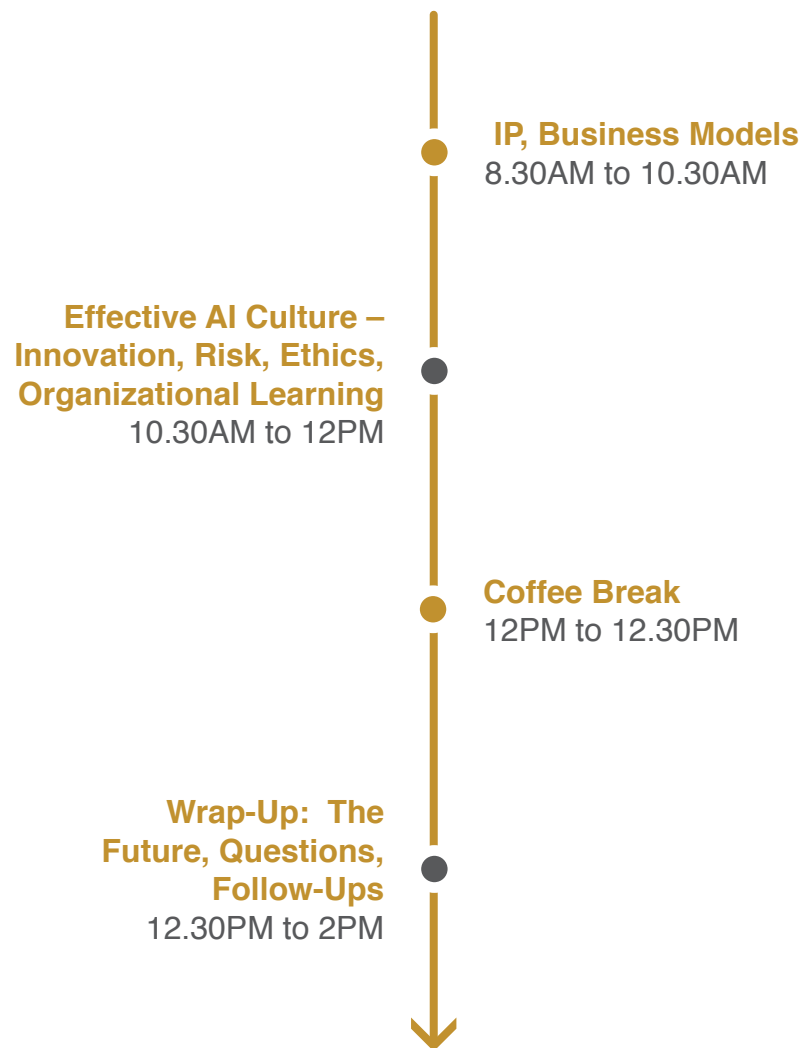 IP, Business Models
8.30AM to 10.30AM
Effective AI Culture –
Innovation, Risk, Ethics,
Organizational Learning
10.30AM to 12PM
Coffee Break
12PM to 12.30PM
Wrap-Up:  The
Future, Questions,
Follow-Ups
12.30PM to 2PM